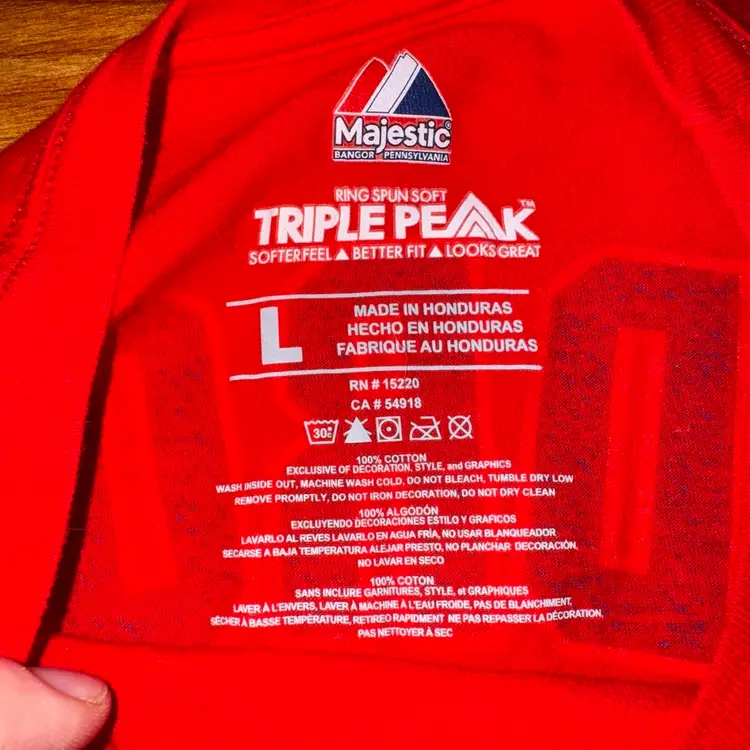 Majestic®
BANGOR PENNSYLVANIA
RING SPUN SOFT
TRIPLE PEAK™
SOFTER FEEL ▲ BETTER FIT ▲ LOOKS GREAT
L
MADE IN HONDURAS
HECHO EN HONDURAS
FABRIQUE AU HONDURAS
RN # 15220
CA # 54918
30c
100% COTTON
EXCLUSIVE OF DECORATION, STYLE, and GRAPHICS
WASH INSIDE OUT, MACHINE WASH COLD, DO NOT BLEACH, TUMBLE DRY LOW
REMOVE PROMPTLY, DO NOT IRON DECORATION, DO NOT DRY CLEAN
100% ALGODÓN
EXCLUYENDO DECORACIONES ESTILO Y GRAFICOS
LAVARLO AL REVES LAVARLO EN AGUA FRÍA, NO USAR BLANQUEADOR
SECARSE A BAJA TEMPERATURA ALEJAR PRESTO, NO PLANCHAR DECORACIÓN,
NO LAVAR EN SECO
100% COTON
SANS INCLURE GARNITURES, STYLE, et GRAPHIQUES
LAVER À L'ENVERS, LAVER À MACHINE À L'EAU FROIDE, PAS DE BLANCHIMENT,
SÉCHER À BASSE TEMPÉRATURE, RETIREO RAPIDMENT NE PAS REPASSER LA DÉCORATION,
PAS NETTOYER À SEC